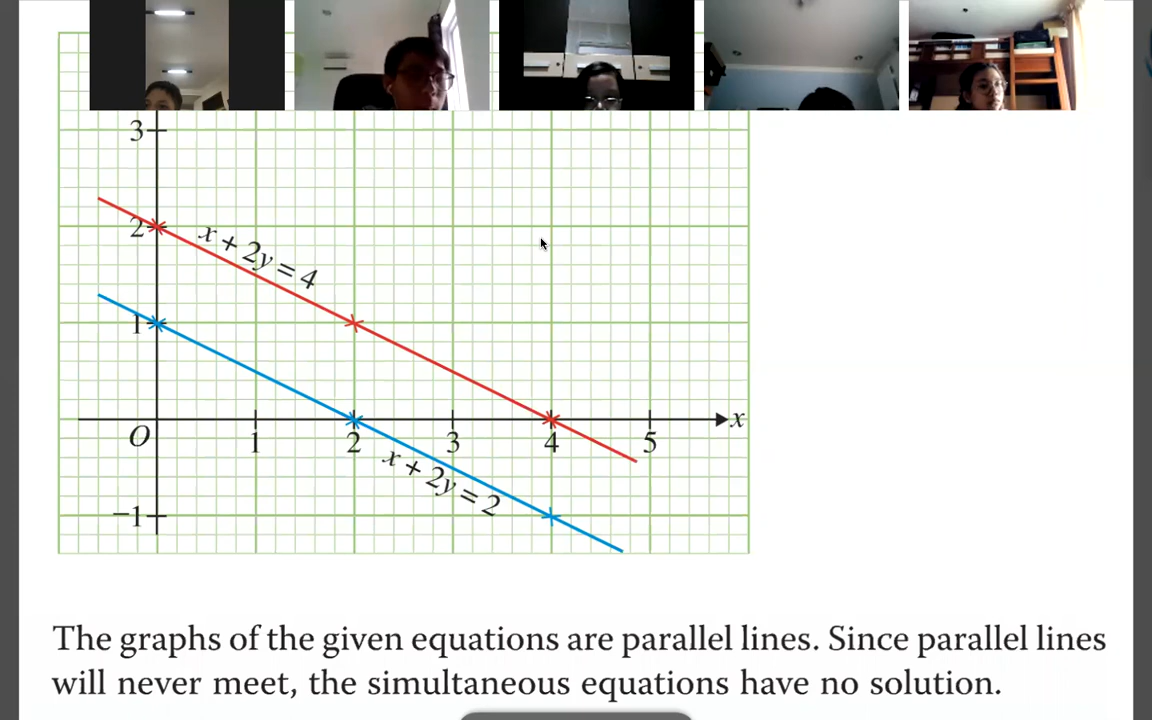 3
2
x + 2y = 4
1
x
O
1
2
3
4
5
x + 2y = 2
−1
The graphs of the given equations are parallel lines. Since parallel lines
will never meet, the simultaneous equations have no solution.